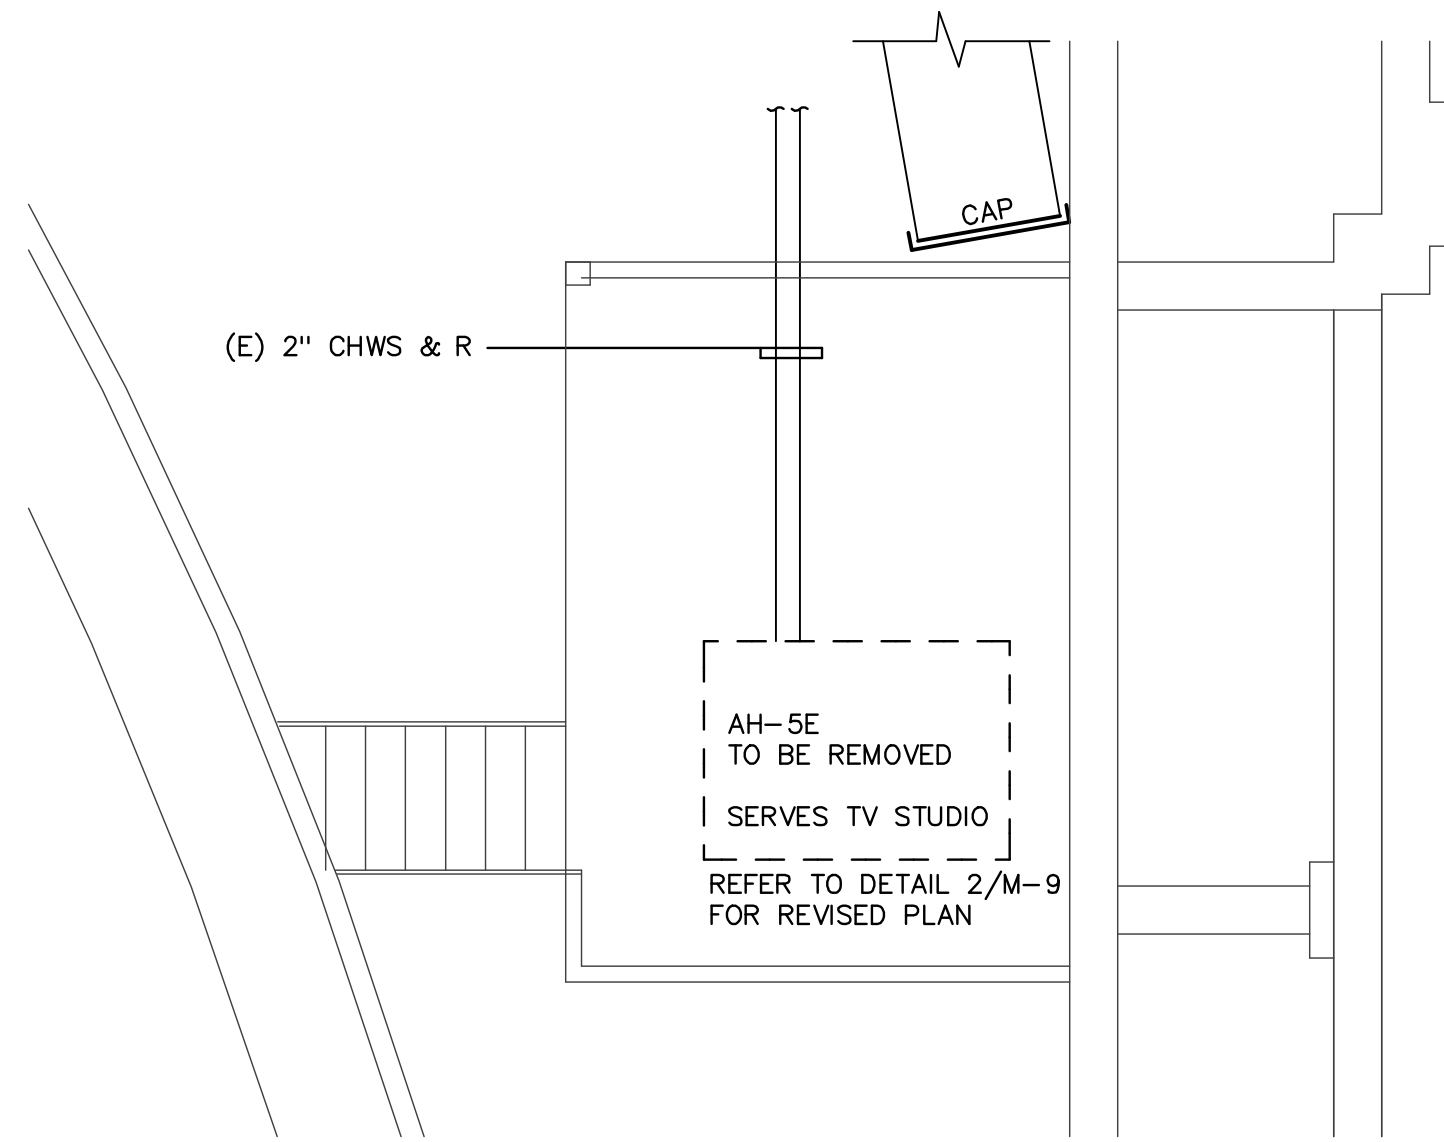 CAP
(E) 2" CHWS & R
AH-5E
TO BE REMOVED
SERVES TV STUDIO
REFER TO DETAIL 2/M-9
FOR REVISED PLAN